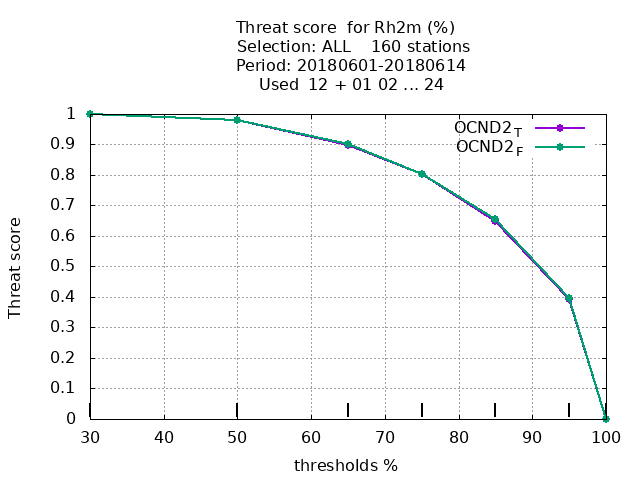 Threat score  for Rh2m (%)
Selection: ALL    160 stations
Period: 20180601-20180614
Used  12 + 01 02 ... 24
OCND2T
OCND2F
1
0.9
0.8
0.7
0.6
0.5
0.4
0.3
0.2
0.1
0
Threat score
30 40 50 60 70 80 90 100
thresholds %